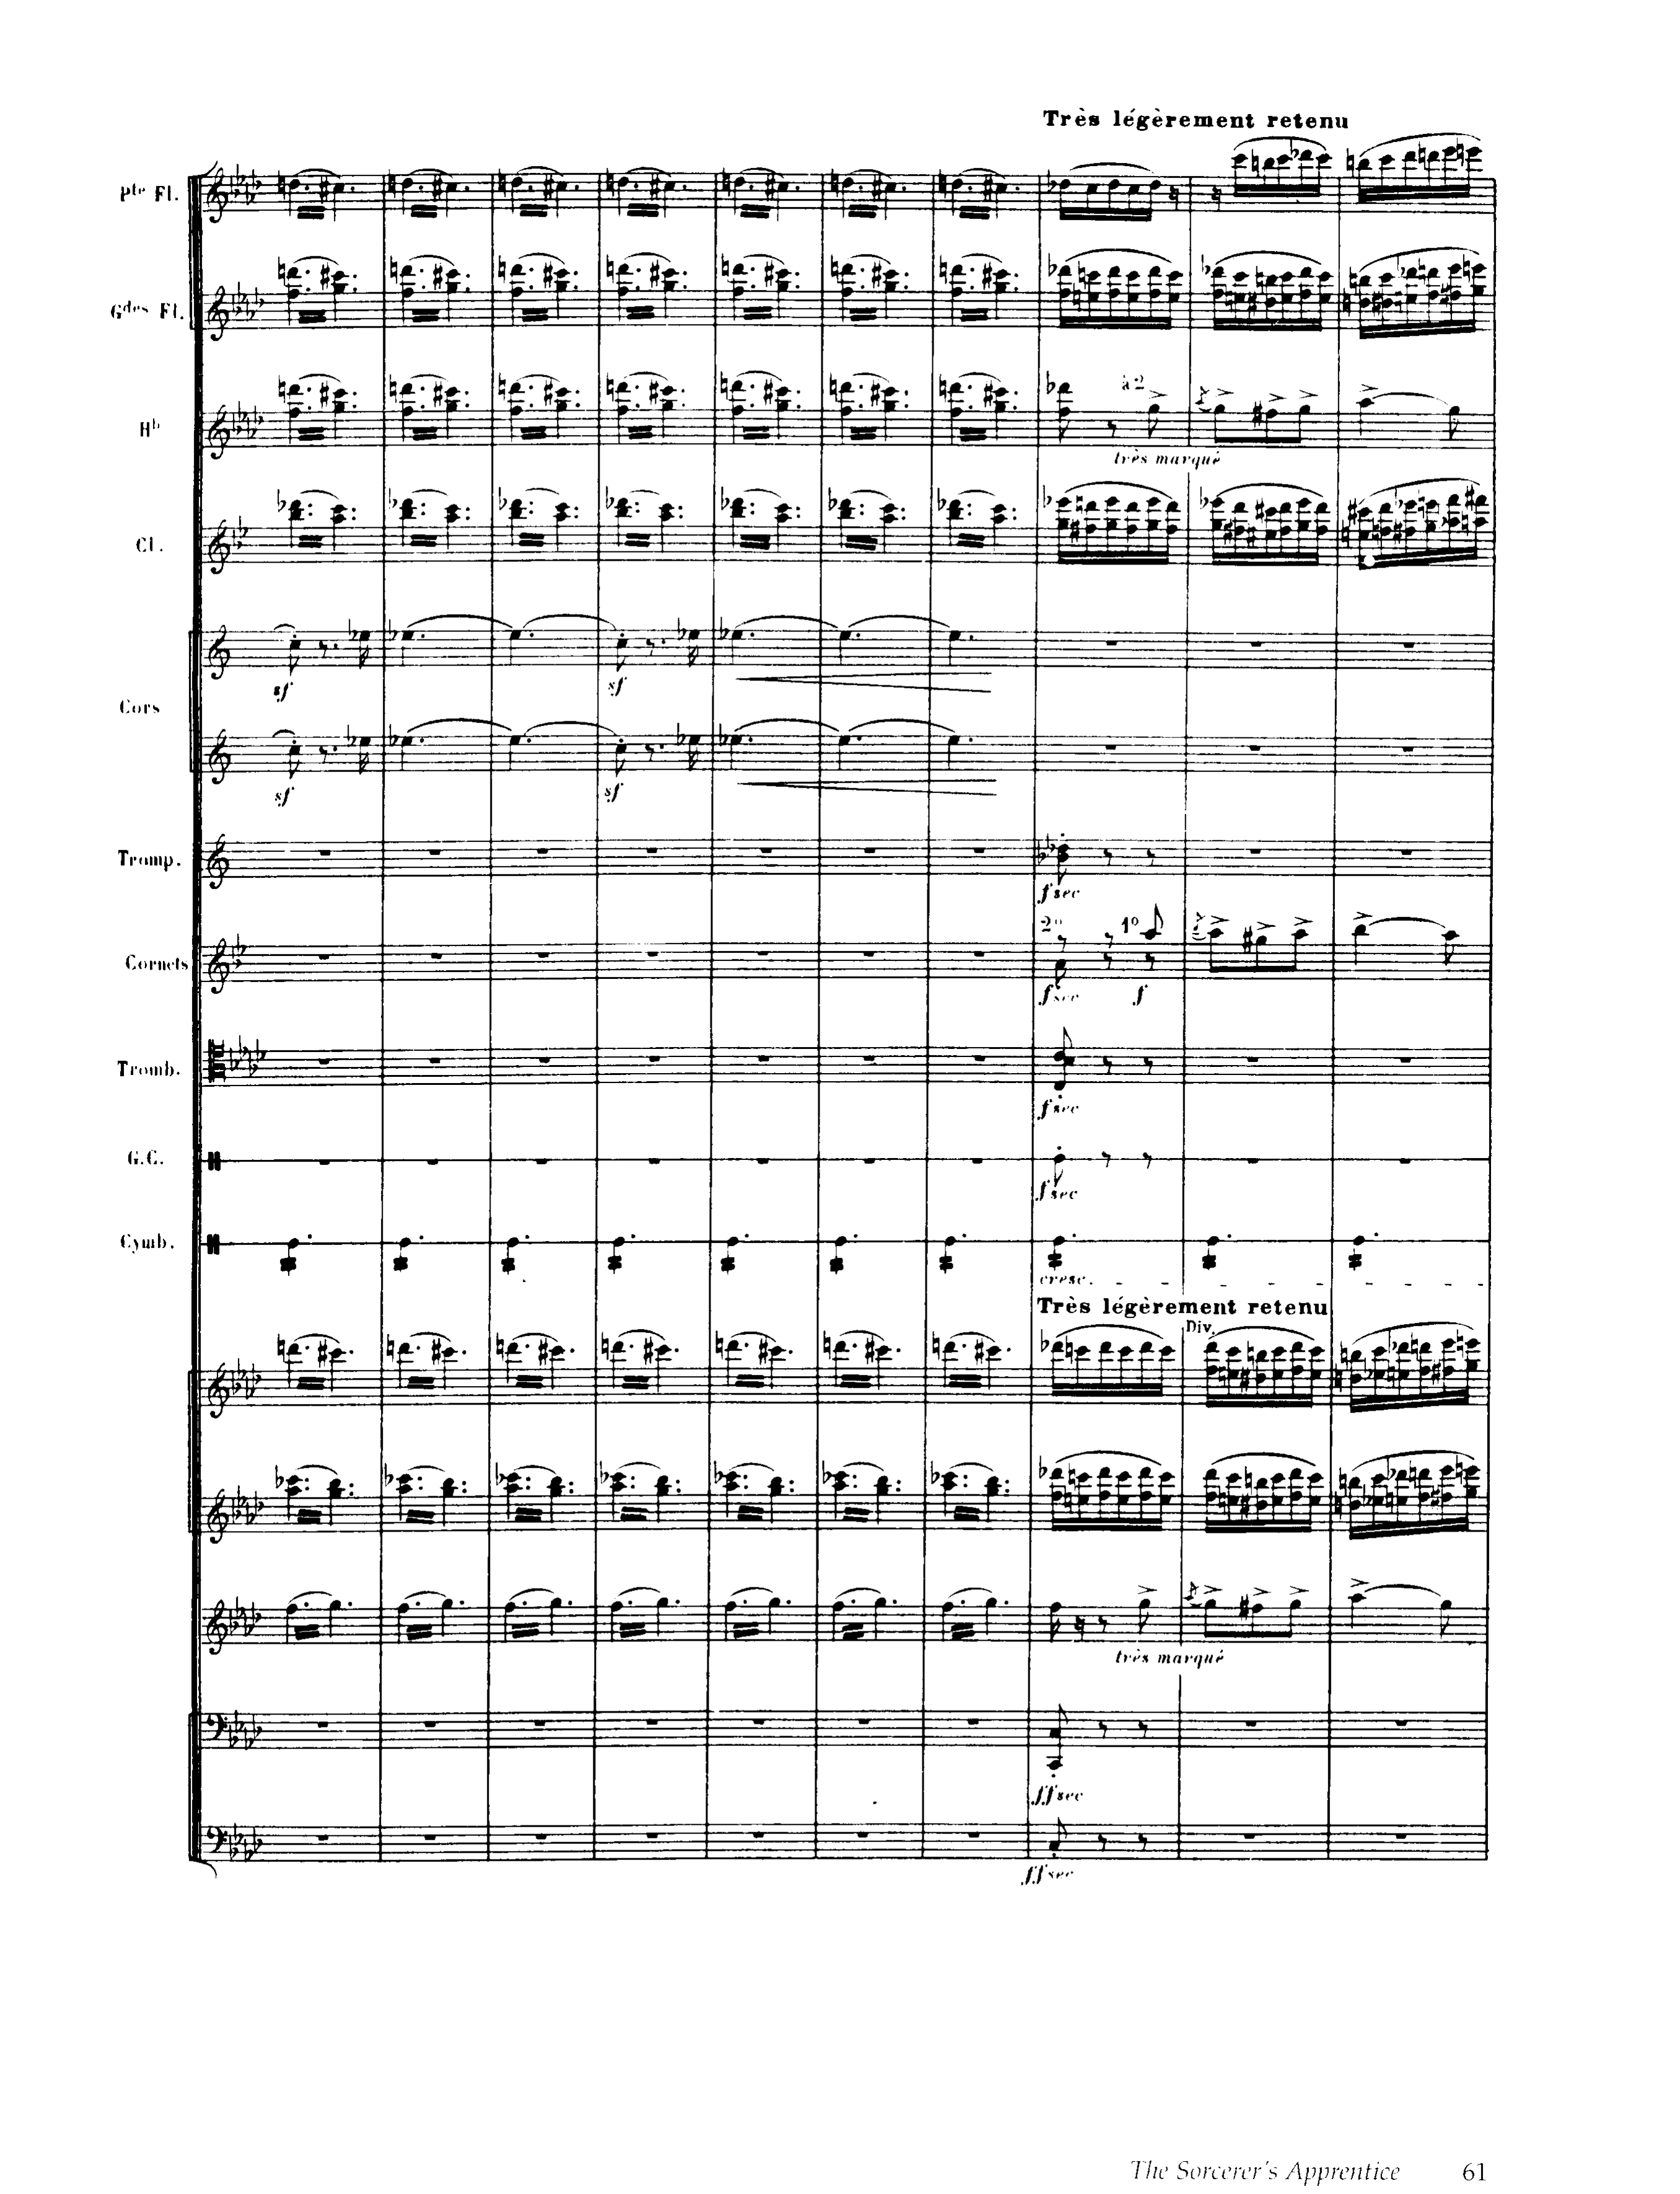 Très légèrement retenu
pte Fl.
Gdes Fl.
Hb
à 2
très marqué
Cl.
sf
sf
Cors
sf
sf
Tromp.
f sec
2º 1º
Cornets
f sec f
Tromb.
f sec
G.C.
f sec
Cymb.
cresc.
Très légèrement retenu
Div.
très marqué
ff sec
ff sec
The Sorcerer's Apprentice 61